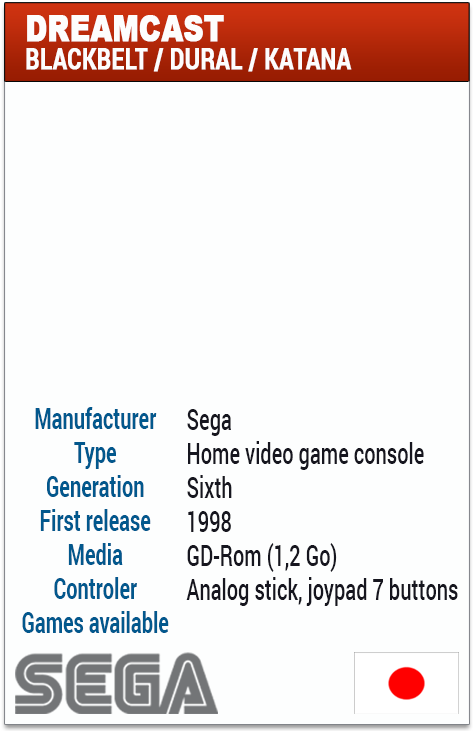 DREAMCAST
BLACKBELT / DURAL / KATANA
Manufacturer Sega
Type Home video game console
Generation Sixth
First release 1998
Media GD-Rom (1,2 Go)
Controler Analog stick, joypad 7 buttons
Games available
SEGA